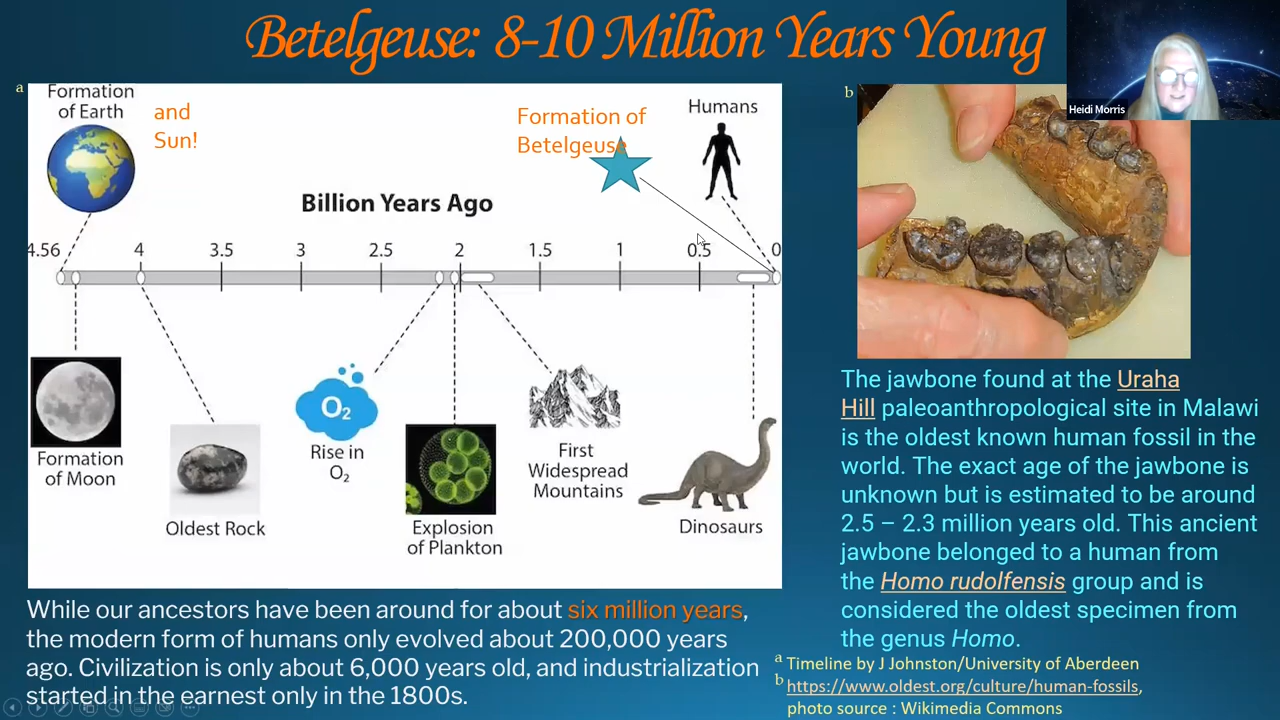 Betelgeuse: 8-10 Million Years Young
Heidi Morris
a
Formation
of Earth
and
Sun!
Formation of
Betelgeuse
Humans
Billion Years Ago
4.56 4 3 2.5 2 1.5 1 0.5 0
Formation
of Moon
Oldest Rock
O₂
Rise in
O₂
Explosion
of Plankton
First
Widespread
Mountains
Dinosaurs
While our ancestors have been around for about six million years,
the modern form of humans only evolved about 200,000 years
ago. Civilization is only about 6,000 years old, and industrialization
started in the earnest only in the 1800s.
b
The jawbone found at the Uraha
Hill paleoanthropological site in Malawi
is the oldest known human fossil in the
world. The exact age of the jawbone is
unknown but is estimated to be around
2.5 – 2.3 million years old. This ancient
jawbone belonged to a human from
the Homo rudolfensis group and is
considered the oldest specimen from
the genus Homo.
a Timeline by J Johnston/University of Aberdeen
b https://www.oldest.org/culture/human-fossils,
photo source : Wikimedia Commons